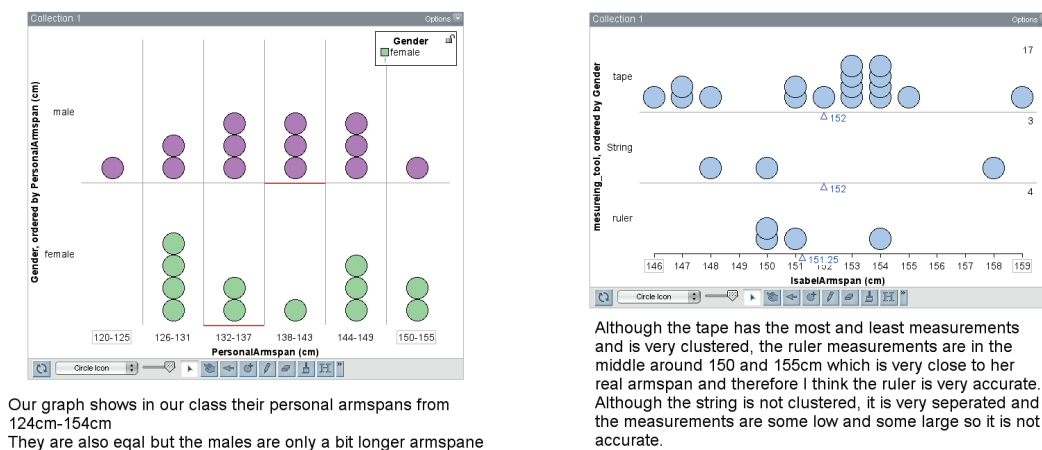 Collection 1
Options
Gender
female
Gender, ordered by PersonalArmspan (cm)
male
female
120-125 126-131 132-137 138-143 144-149 150-155
PersonalArmspan (cm)
Circle Icon
Our graph shows in our class their personal armspans from
124cm-154cm
They are also eqal but the males are only a bit longer armspane
Collection 1
Options
mesureing_tool, ordered by Gender
17
tape
152
3
String
152
4
ruler
151.25
146 147 148 149 150 151 152 153 154 155 156 157 158 159
IsabelArmspan (cm)
Circle Icon
Although the tape has the most and least measurements
and is very clustered, the ruler measurements are in the
middle around 150 and 155cm which is very close to her
real armspan and therefore I think the ruler is very accurate.
Although the string is not clustered, it is very seperated and
the measurements are some low and some large so it is not
accurate.